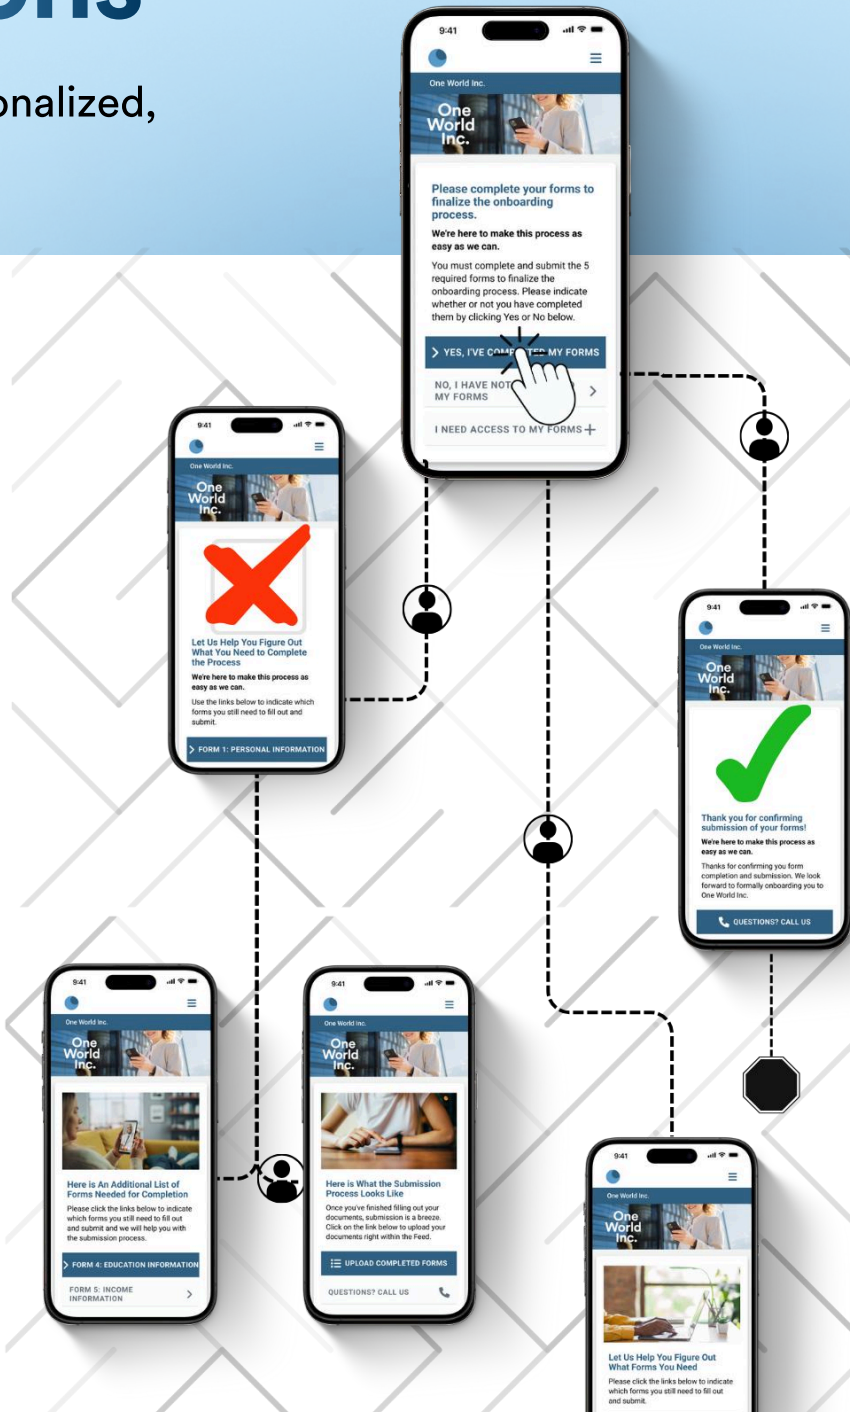 ons
onalized,
9:41
One World Inc.
One
World
Inc.
Please complete your forms to
finalize the onboarding
process.
We're here to make this process as
easy as we can.
You must complete and submit the 5
required forms to finalize the
onboarding process. Please indicate
whether or not you have completed
them by clicking Yes or No below.
YES, I'VE COMP TED MY FORMS
NO, I HAVE NOT
MY FORMS
I NEED ACCESS TO MY FORMS
9:41
One World Inc.
One
World
Inc.
Let Us Help You Figure Out
What You Need to Complete
the Process
We're here to make this process as
easy as we can.
Use the links below to indicate which
forms you still need to fill out and
submit.
FORM 1: PERSONAL INFORMATION
9:41
One World Inc.
One
World
Inc.
Thank you for confirming
submission of your forms!
We're here to make this process as
easy as we can.
Thanks for confirming you form
completion and submission. We look
forward to formally onboarding you to
One World Inc.
QUESTIONS? CALL US
9:41
One World Inc.
One
World
Inc.
Here is An Additional List of
Forms Needed for Completion
Please click the links below to indicate
which forms you still need to fill out
and submit and we will help you with
the submission process.
FORM 4: EDUCATION INFORMATION
FORM 5: INCOME
INFORMATION
9:41
One World Inc.
One
World
Inc.
Here is What the Submission
Process Looks Like
Once you've finished filling out your
documents, submission is a breeze.
Click on the link below to upload your
documents right within the Feed.
UPLOAD COMPLETED FORMS
QUESTIONS? CALL US
9:41
One World Inc.
One
World
Inc.
Let Us Help You Figure Out
What Forms You Need
Please click the links below to indicate
which forms you still need to fill out
and submit.